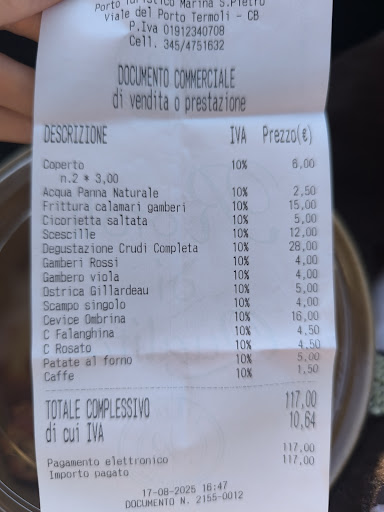 Porto Turistico Marina S.Pietro
Viale del Porto Termoli - CB
P.Iva 01912340708
Cell. 345/4751632
DOCUMENTO COMMERCIALE
di vendita o prestazione
DESCRIZIONE IVA Prezzo(€)
Coperto 10% 6,00
n.2 * 3,00
Acqua Panna Naturale 10% 2,50
Frittura calamari gamberi 10% 15,00
Cicorietta saltata 10% 5,00
Scescille 10% 12,00
Degustazione Crudi Completa 10% 28,00
Gamberi Rossi 10% 4,00
Gambero viola 10% 4,00
Ostrica Gillardeau 10% 5,00
Scampo singolo 10% 4,00
Cevice Ombrina 10% 16,00
C Falanghina 10% 4,50
C Rosato 10% 4,50
Patate al forno 10% 5,00
Caffe 10% 1,50
TOTALE COMPLESSIVO 117,00
di cui IVA 10,64
Pagamento elettronico 117,00
Importo pagato 117,00
17-08-2025 16:47
DOCUMENTO N. 2155-0012